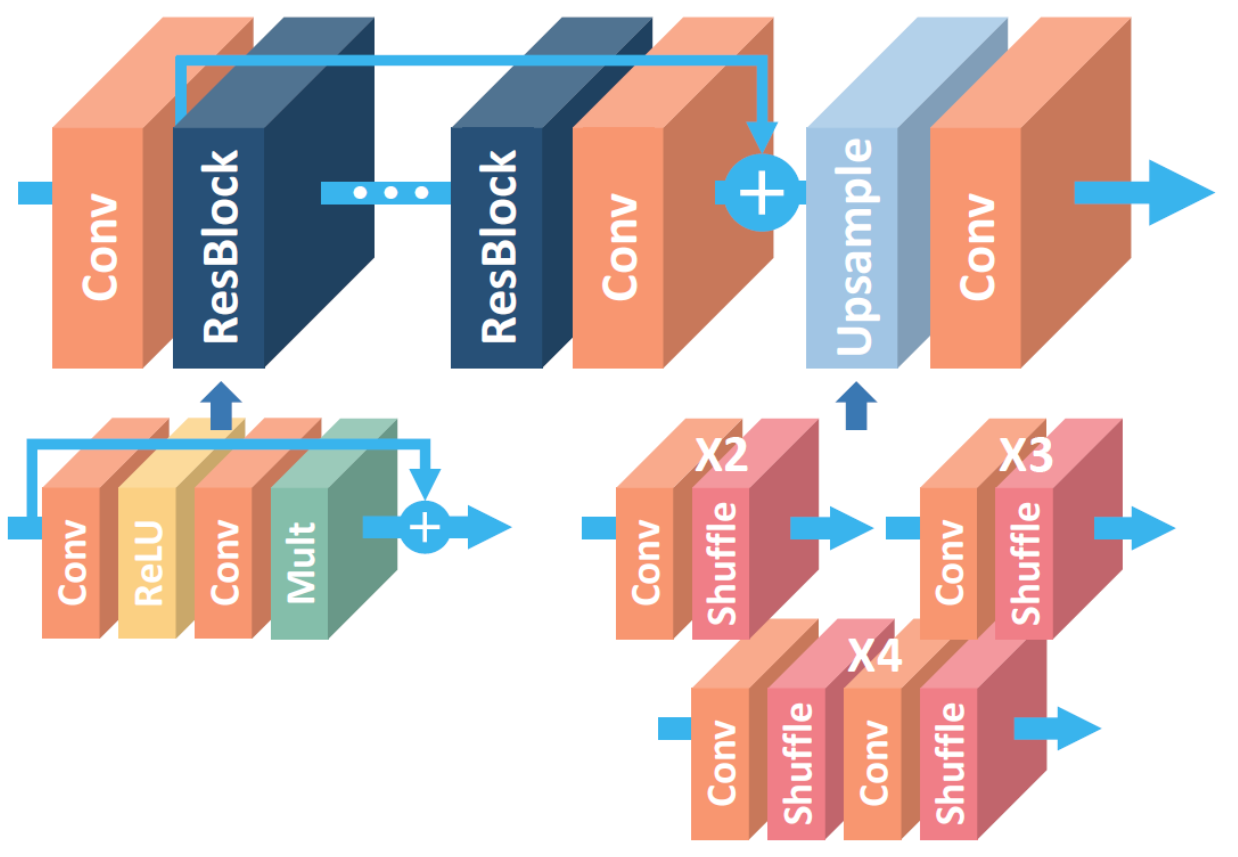 Conv
ResBlock
ResBlock
Conv
Upsample
Conv
Conv
ReLU
Conv
Mult
X2
Conv
Shuffle
X3
Conv
Shuffle
X4
Conv
Shuffle
Conv
Shuffle